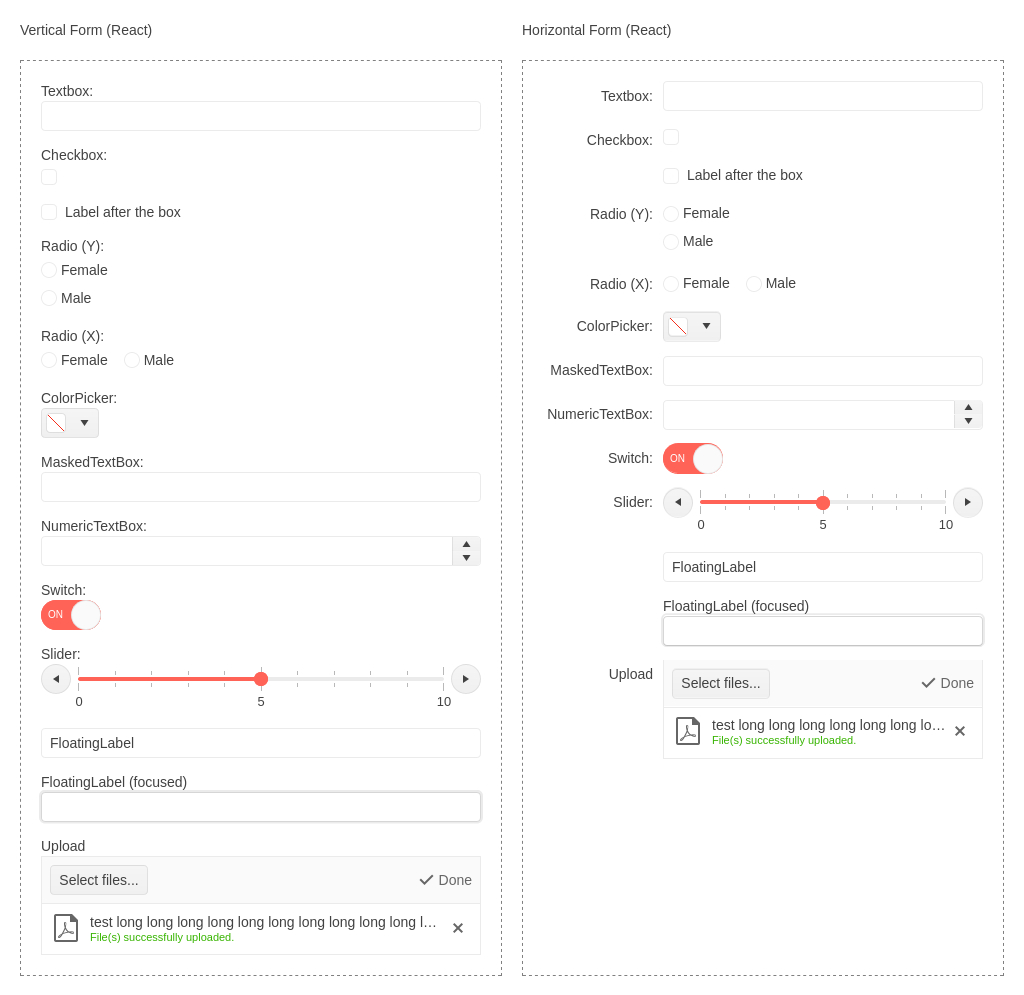 Vertical Form (React)
Textbox:
Checkbox:
Label after the box
Radio (Y):
Female
Male
Radio (X):
Female Male
ColorPicker:
MaskedTextBox:
NumericTextBox:
Switch:
ON
Slider:
0 5 10
FloatingLabel
FloatingLabel (focused)
Upload
Select files... Done
test long long long long long long long long long long l...
File(s) successfully uploaded.
Horizontal Form (React)
Textbox:
Checkbox:
Label after the box
Radio (Y): Female
Male
Radio (X): Female Male
ColorPicker:
MaskedTextBox:
NumericTextBox:
Switch: ON
Slider:
0 5 10
FloatingLabel
FloatingLabel (focused)
Upload Select files... Done
test long long long long long long lo...
File(s) successfully uploaded.